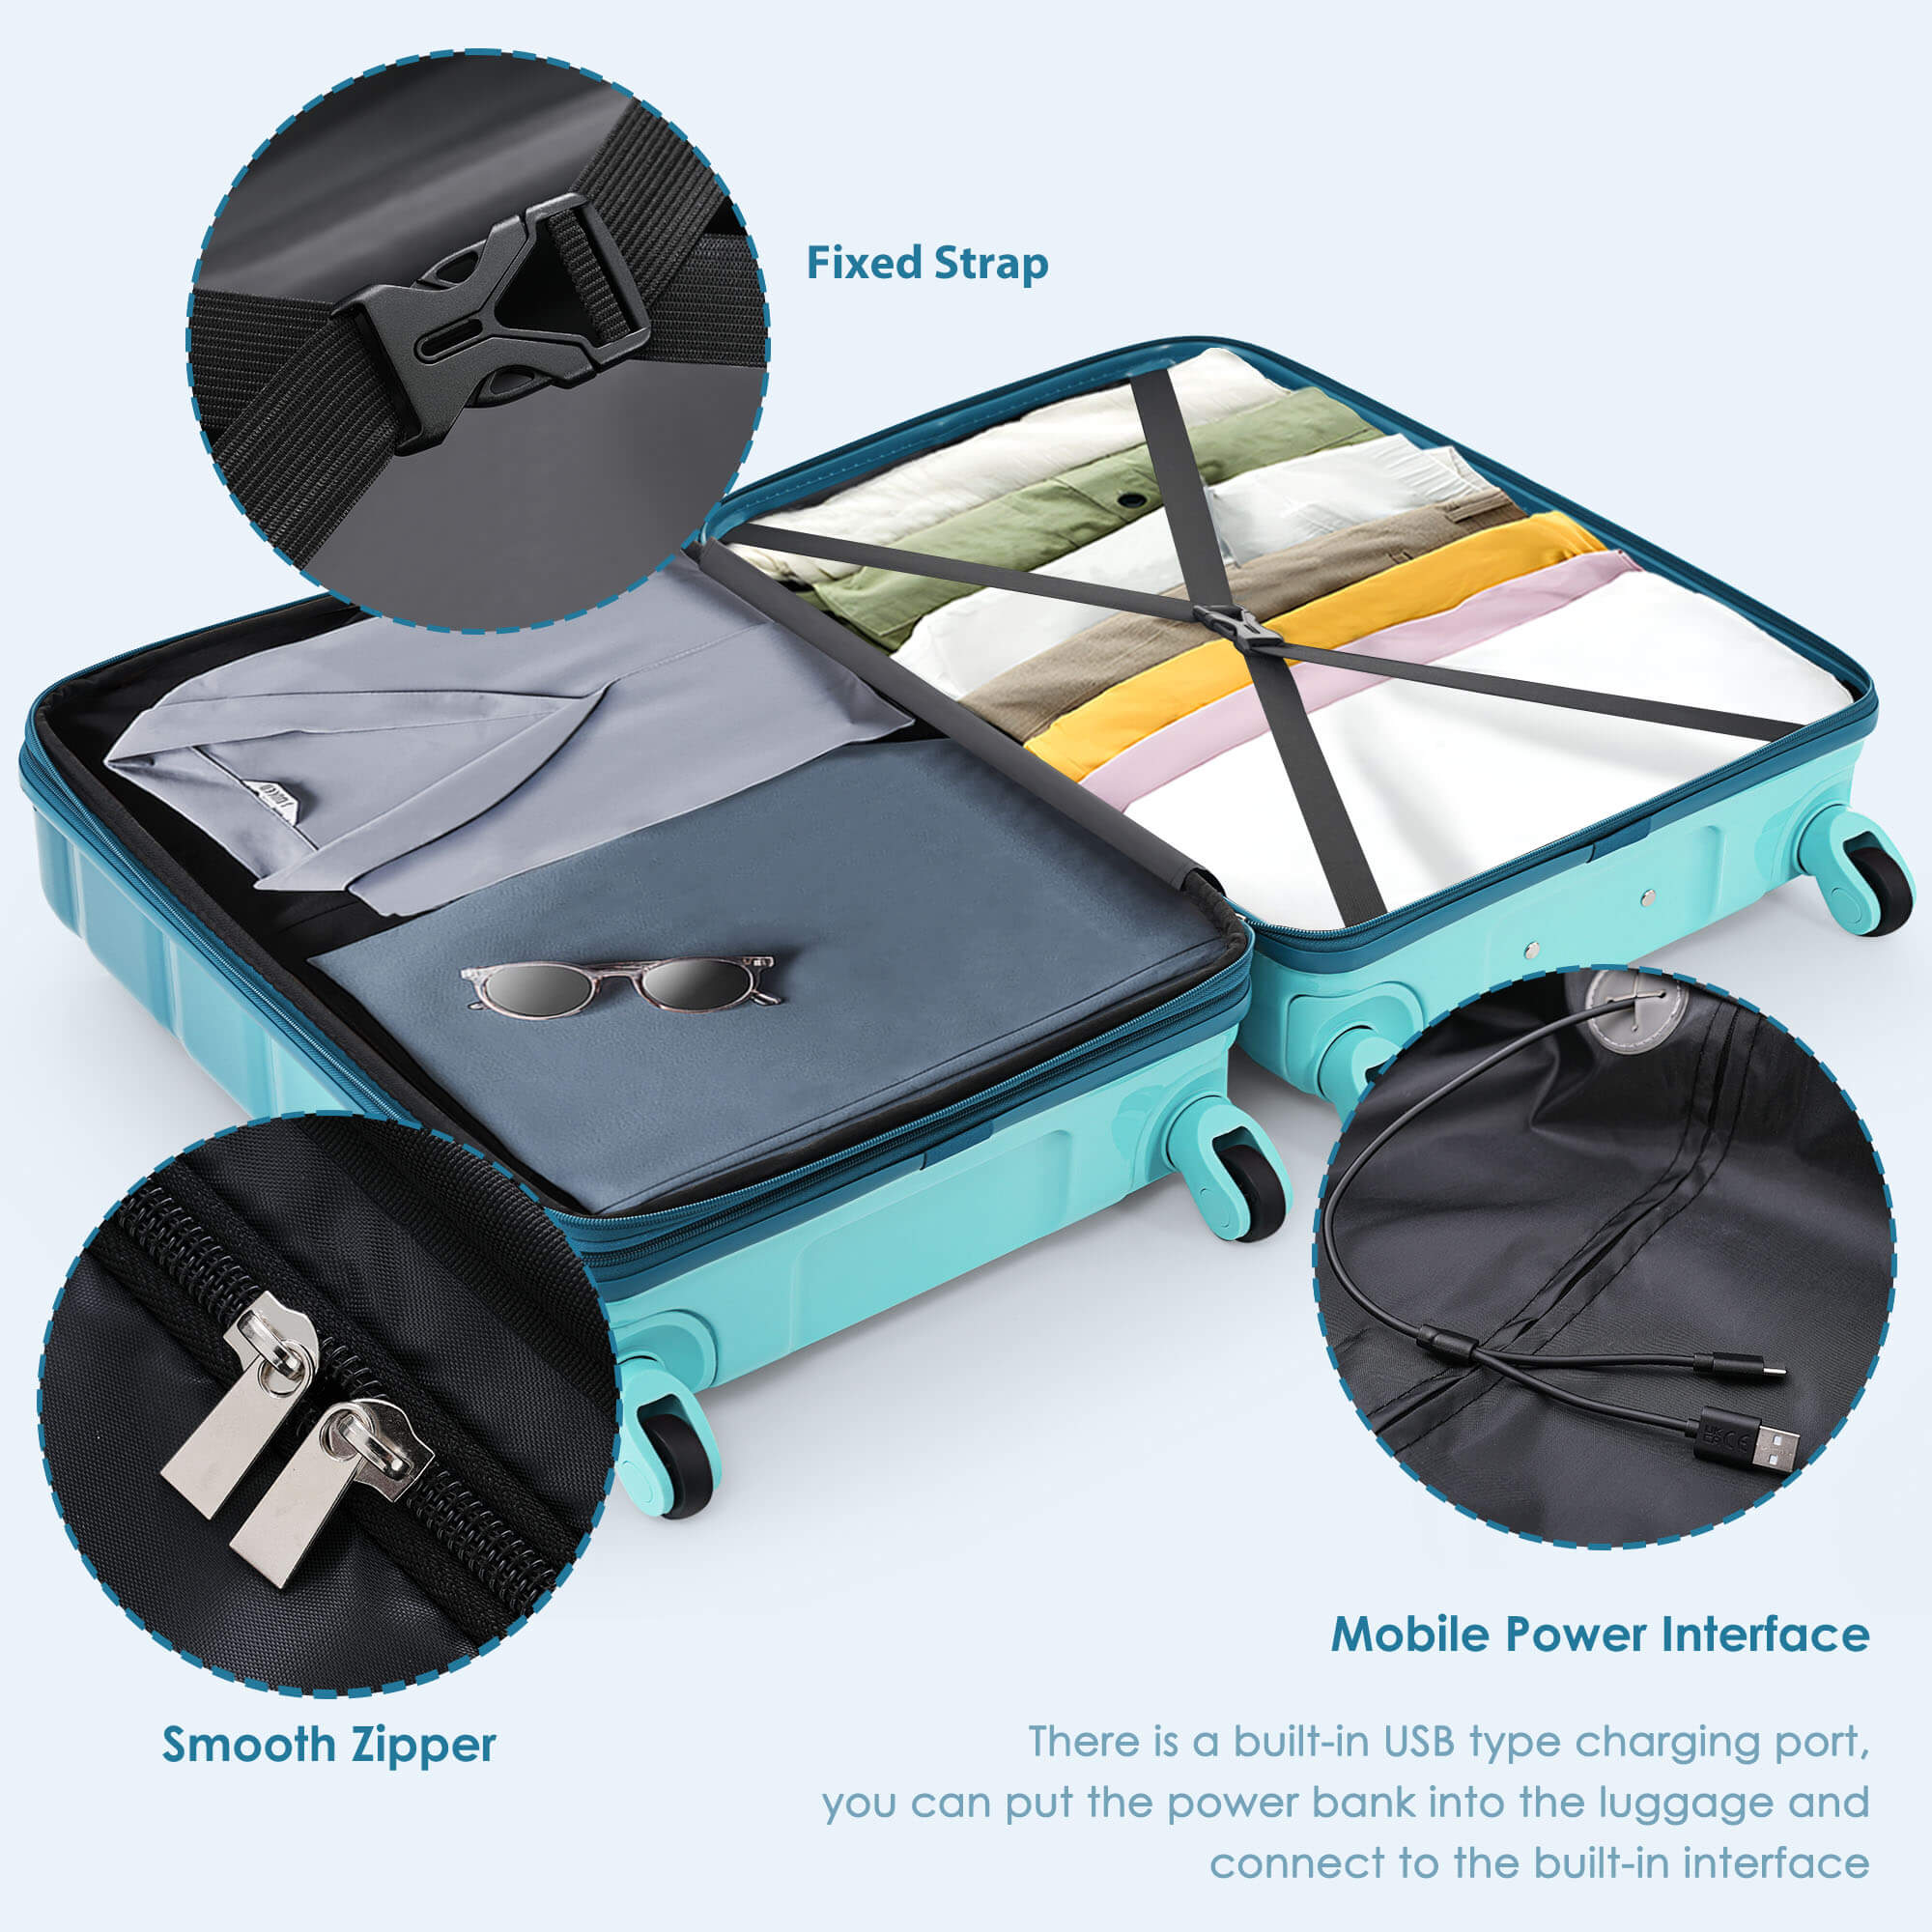 Fixed Strap
Smooth Zipper
Mobile Power Interface
There is a built-in USB type charging port,
you can put the power bank into the luggage and
connect to the built-in interface